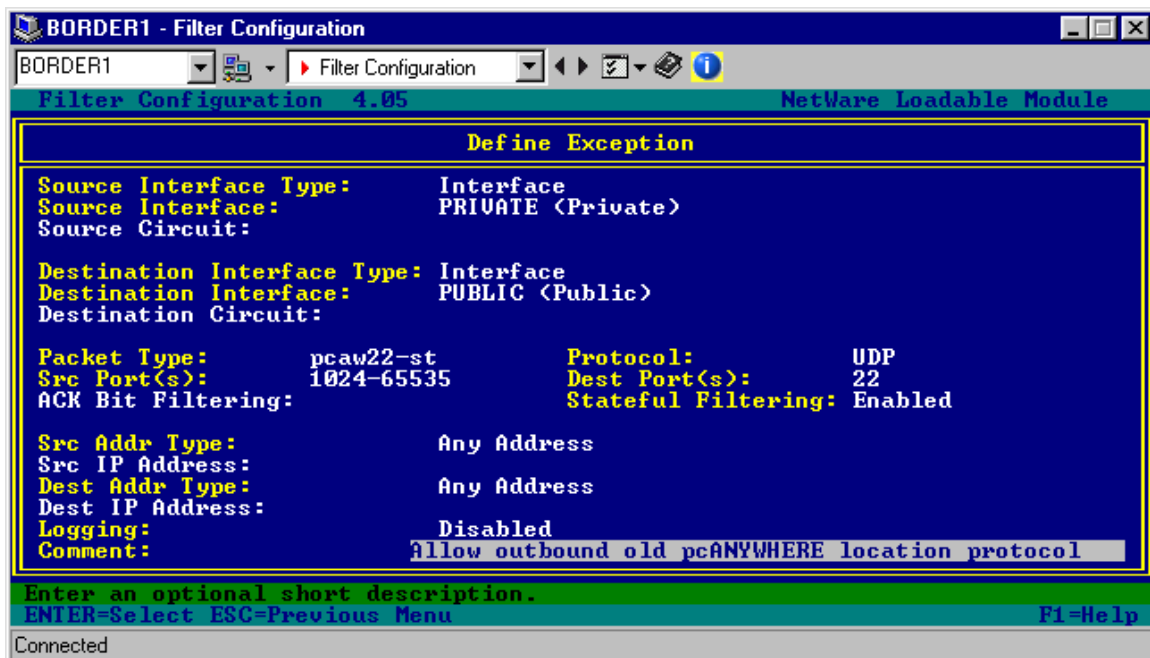 BORDER1 - Filter Configuration
BORDER1 Filter Configuration
Filter Configuration 4.05 NetWare Loadable Module
Define Exception
Source Interface Type: Interface
Source Interface: PRIVATE (Private)
Source Circuit:
Destination Interface Type: Interface
Destination Interface: PUBLIC (Public)
Destination Circuit:
Packet Type: pcaw22-st Protocol: UDP
Src Port(s): 1024-65535 Dest Port(s): 22
ACK Bit Filtering: Stateful Filtering: Enabled
Src Addr Type: Any Address
Src IP Address:
Dest Addr Type: Any Address
Dest IP Address:
Logging: Disabled
Comment: Allow outbound old pcANYWHERE location protocol
Enter an optional short description.
ENTER=Select ESC=Previous Menu F1=Help
Connected